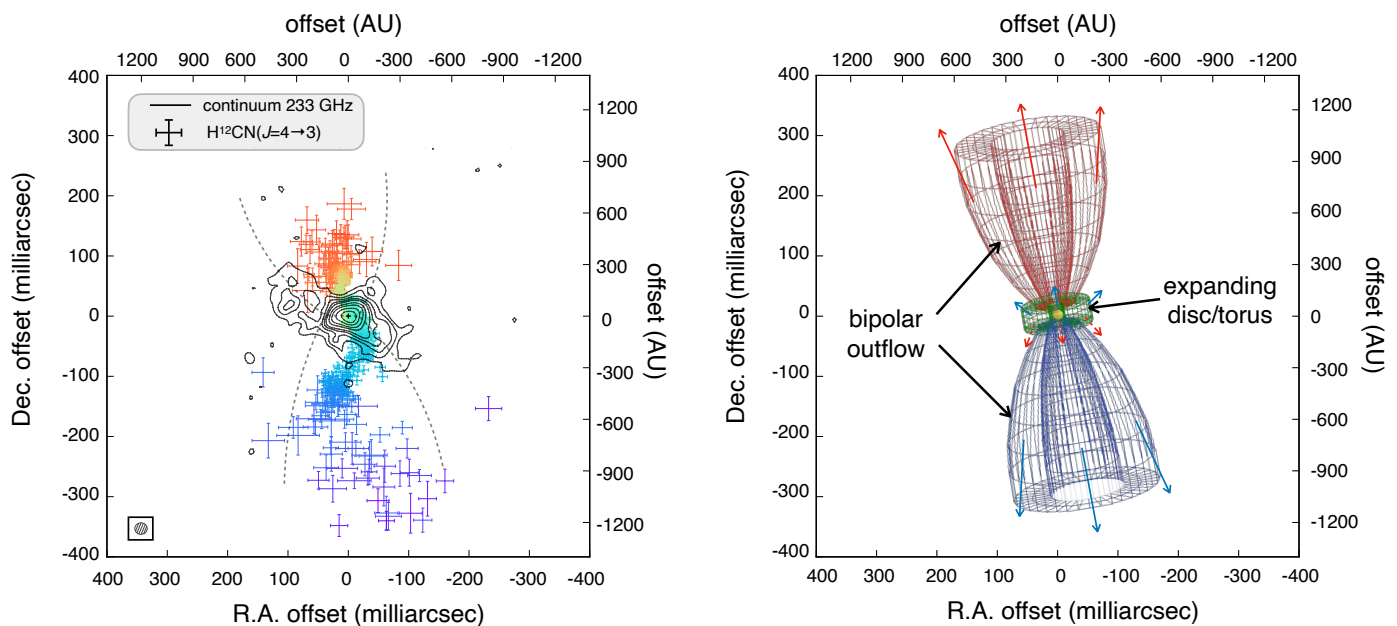 offset (AU)
1200 900 600 300 0 -300 -600 -900 -1200
400
300
200
100
0
-100
-200
-300
-400
Dec. offset (milliarcsec)
continuum 233 GHz
H¹²CN(J=4→3)
1200
900
600
300
0
-300
-600
-900
-1200
offset (AU)
400 300 200 100 0 -100 -200 -300 -400
R.A. offset (milliarcsec)
offset (AU)
1200 900 600 300 0 -300 -600 -900 -1200
400
300
200
100
0
-100
-200
-300
-400
Dec. offset (milliarcsec)
bipolar
outflow
expanding
disc/torus
1200
900
600
300
0
-300
-600
-900
-1200
offset (AU)
400 300 200 100 0 -100 -200 -300 -400
R.A. offset (milliarcsec)